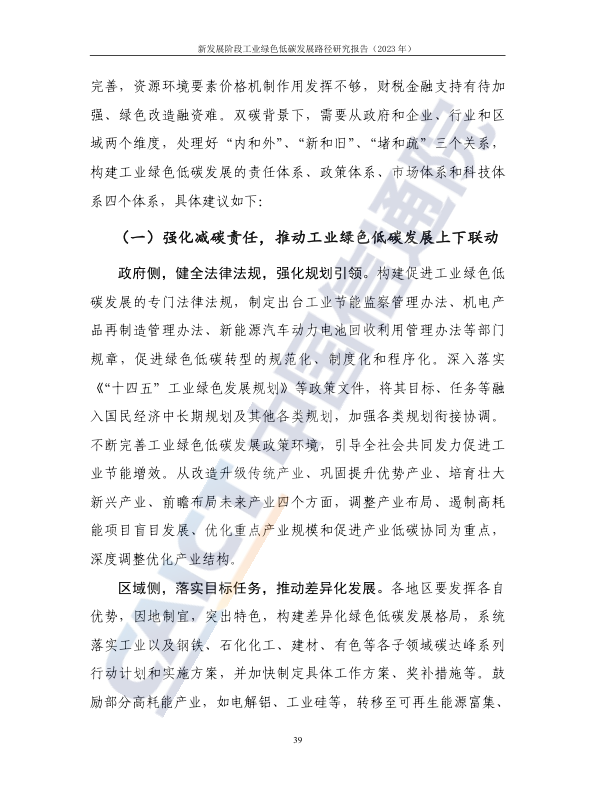 新发展阶段工业绿色低碳发展路径研究报告（2023 年）
完善，资源环境要素价格机制作用发挥不够，财税金融支持有待加
强、绿色改造融资难。双碳背景下，需要从政府和企业、行业和区
域两个维度，处理好“内和外”、“新和旧”、“堵和疏”三个关系，
构建工业绿色低碳发展的责任体系、政策体系、市场体系和科技体
系四个体系，具体建议如下：
（一）强化减碳责任，推动工业绿色低碳发展上下联动
政府侧，健全法律法规，强化规划引领。构建促进工业绿色低
碳发展的专门法律法规，制定出台工业节能监察管理办法、机电产
品再制造管理办法、新能源汽车动力电池回收利用管理办法等部门
规章，促进绿色低碳转型的规范化、制度化和程序化。深入落实
《“十四五”工业绿色发展规划》等政策文件，将其目标、任务等融
入国民经济中长期规划及其他各类规划，加强各类规划衔接协调。
不断完善工业绿色低碳发展政策环境，引导全社会共同发力促进工
业节能增效。从改造升级传统产业、巩固提升优势产业、培育壮大
新兴产业、前瞻布局未来产业四个方面，调整产业布局、遏制高耗
能项目盲目发展、优化重点产业规模和促进产业低碳协同为重点，
深度调整优化产业结构。
区域侧，落实目标任务，推动差异化发展。各地区要发挥各自
优势，因地制宜，突出特色，构建差异化绿色低碳发展格局，系统
落实工业以及钢铁、石化化工、建材、有色等各子领域碳达峰系列
行动计划和实施方案，并加快制定具体工作方案、奖补措施等。鼓
励部分高耗能产业，如电解铝、工业硅等，转移至可再生能源富集、
39
CAICT 中国信通院